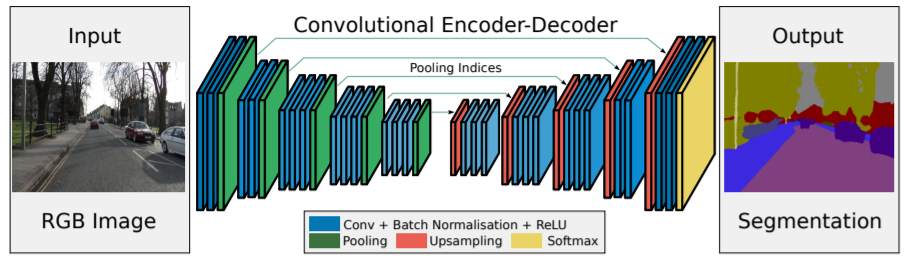 Convolutional Encoder-Decoder
Input
Output
Pooling Indices
RGB Image
Segmentation
Conv + Batch Normalisation + ReLU
Pooling
Upsampling
Softmax